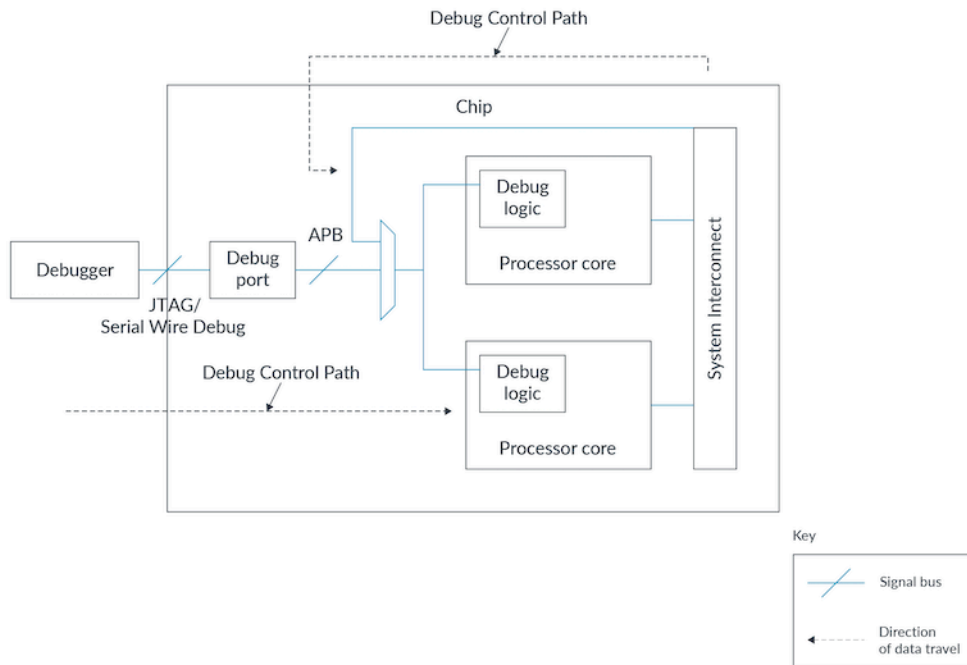 Debug Control Path
Chip
Debug
logic
Processor core
APB
Debugger
Debug
port
JTAG/
Serial Wire Debug
System Interconnect
Debug Control Path
Debug
logic
Processor core
Key
Signal bus
Direction
of data travel